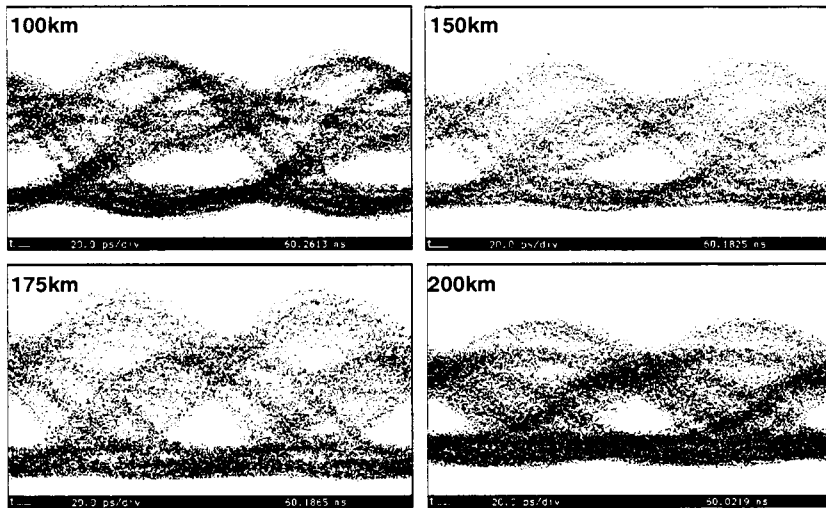 100km
150km
20.0 ps/div 60.2613 ns
20.0 ps/div 60.1825 ns
175km
200km
20.0 ps/div 60.1865 ns
20.0 ps/div 60.0219 ns